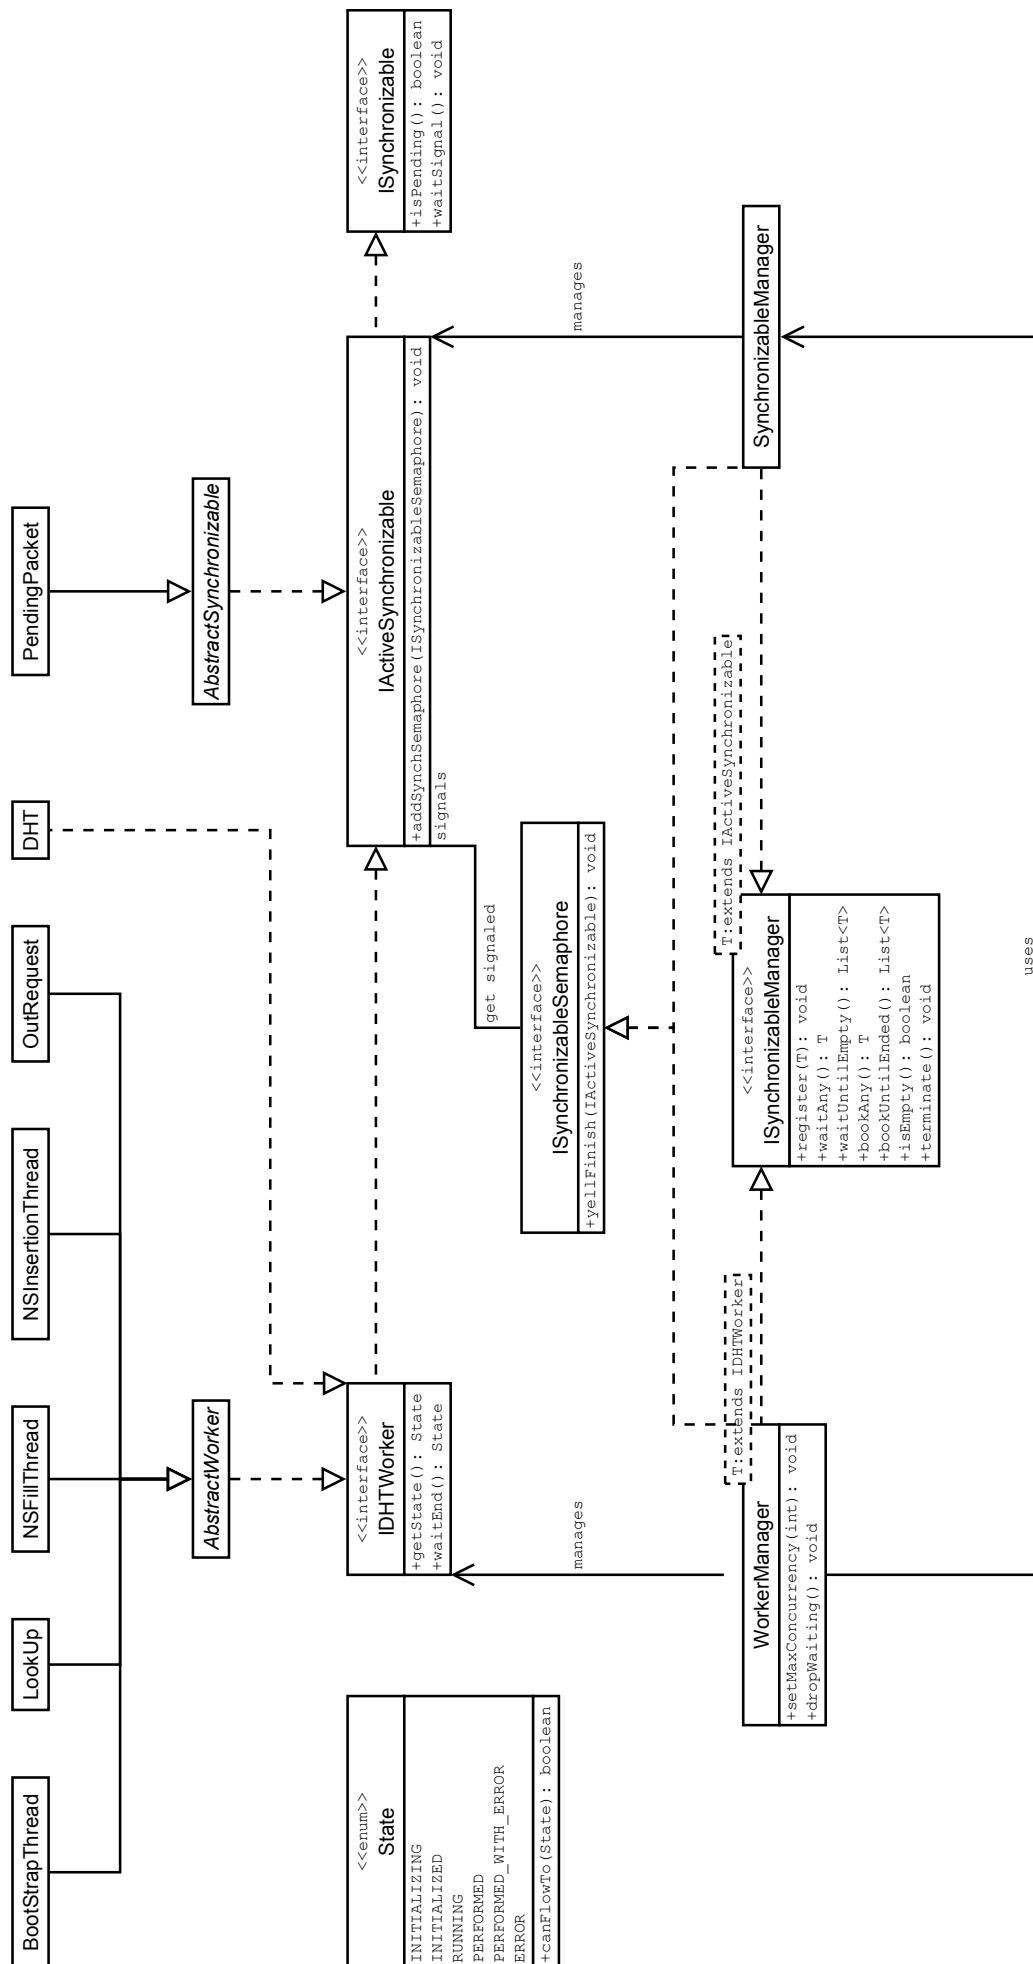 BootStrapThread
LookUp
NSFillThread
NSInsertionThread
OutRequest
DHT
PendingPacket
AbstractWorker
AbstractSynchronizable
<<enum>>
State
INITIALIZING
INITIALIZED
RUNNING
PERFORMED
PERFORMED_WITH_ERROR
ERROR
+canFlowTo(State): boolean
<<interface>>
IDHTWorker
+getState(): State
+waitEnd(): State
<<interface>>
IActiveSynchronizable
+addSynchSemaphore(ISynchronizableSemaphore): void
signals
<<interface>>
ISynchronizable
+isPending(): boolean
+waitSignal(): void
get signaled
<<interface>>
ISynchronizableSemaphore
+yellFinish(IActiveSynchronizable): void
manages
manages
T:extends IDHTWorker
WorkerManager
+setMaxConcurrency(int): void
+dropWaiting(): void
T:extends IActiveSynchronizable
<<interface>>
ISynchronizableManager
+register(T): void
+waitAny(): T
+waitUntilEmpty(): List<T>
+bookAny(): T
+bookUntilEnded(): List<T>
+isEmpty(): boolean
+terminate(): void
SynchronizableManager
uses